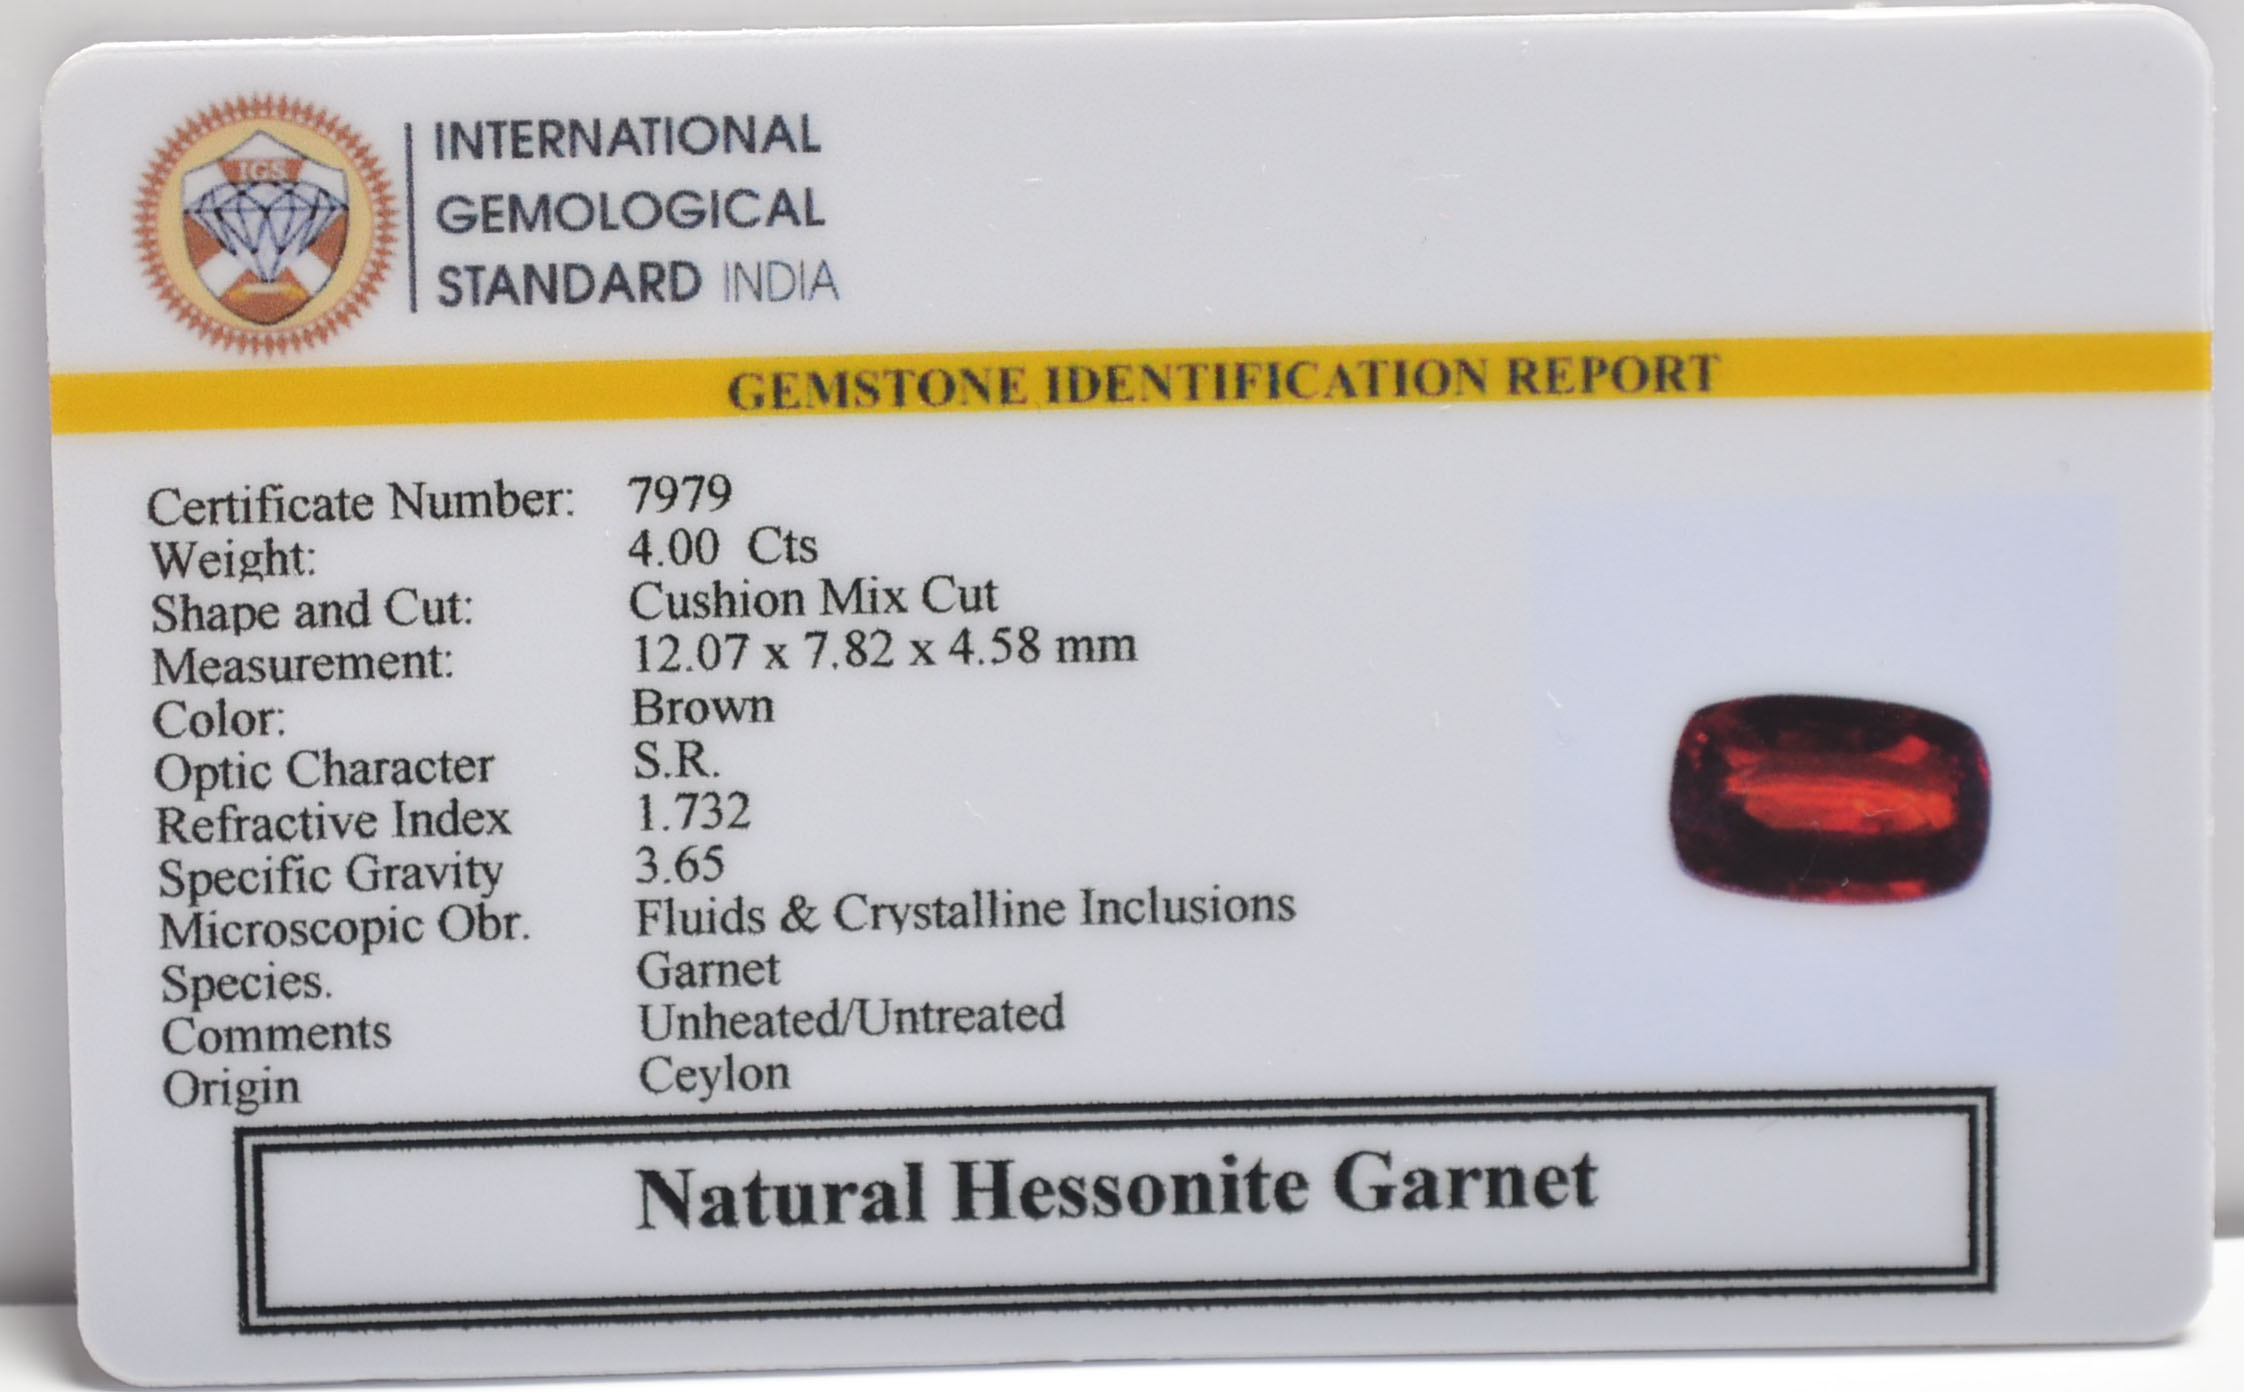 IGS
INTERNATIONAL
GEMOLOGICAL
STANDARD INDIA
GEMSTONE IDENTIFICATION REPORT
Certificate Number: 7979
Weight: 4.00 Cts
Shape and Cut: Cushion Mix Cut
Measurement: 12.07 x 7.82 x 4.58 mm
Color: Brown
Optic Character S.R.
Refractive Index 1.732
Specific Gravity 3.65
Microscopic Obr. Fluids & Crystalline Inclusions
Species. Garnet
Comments Unheated/Untreated
Origin Ceylon
Natural Hessonite Garnet